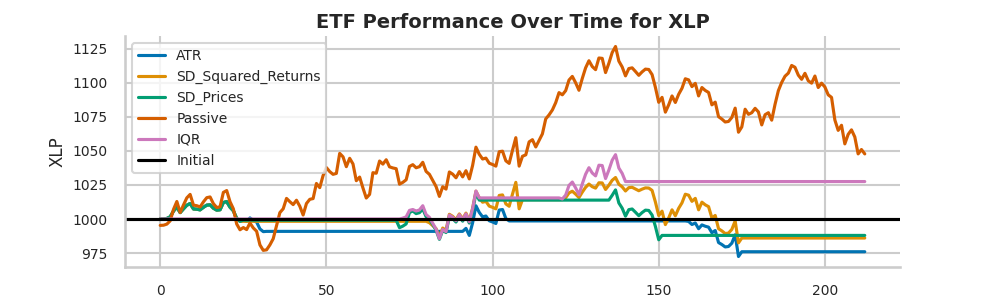 ETF Performance Over Time for XLP
XLP
1125
1100
1075
1050
1025
1000
975
ATR
SD_Squared_Returns
SD_Prices
Passive
IQR
Initial
0 50 100 150 200